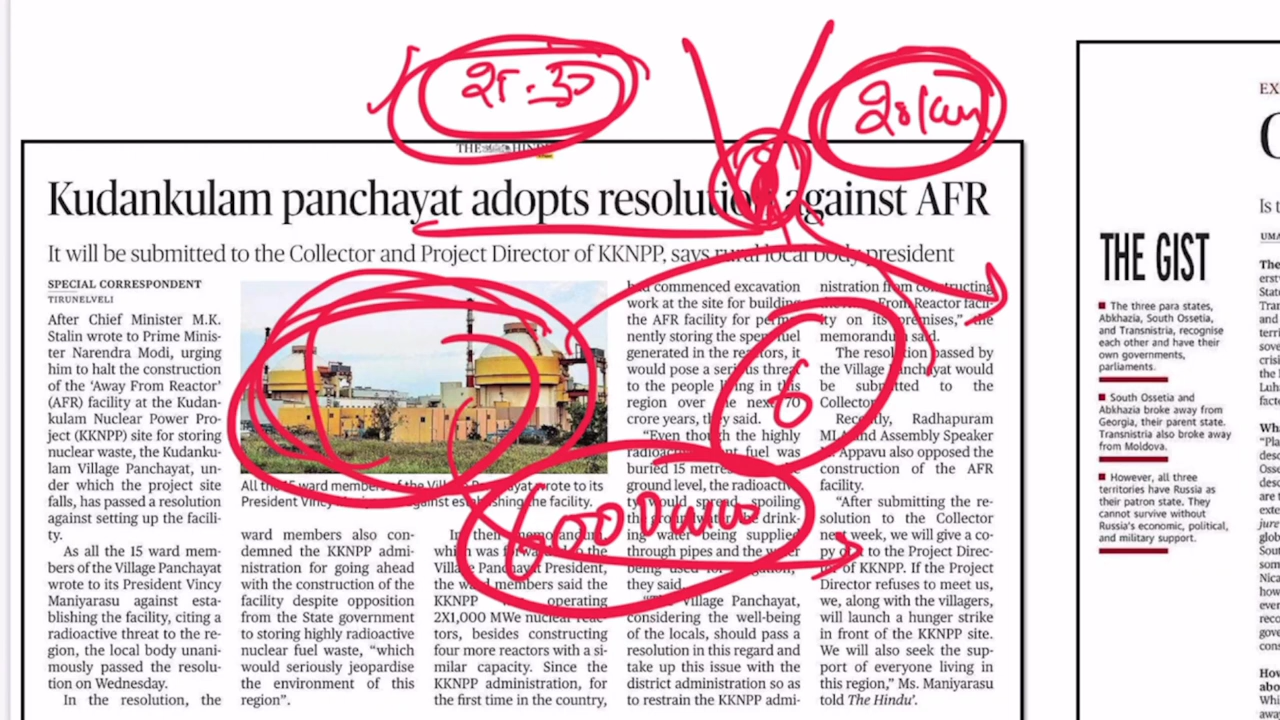 THE HINDU
Kudankulam panchayat adopts resolution against AFR
It will be submitted to the Collector and Project Director of KKNPP, says rural local body president
SPECIAL CORRESPONDENT
TIRUNELVELI
After Chief Minister M.K.
Stalin wrote to Prime Minis-
ter Narendra Modi, urging
him to halt the construction
of the 'Away From Reactor'
(AFR) facility at the Kudan-
kulam Nuclear Power Pro-
ject (KKNPP) site for storing
nuclear waste, the Kudanku-
lam Village Panchayat, un-
der which the project site
falls, has passed a resolution
against setting up the facili-
ty.
As all the 15 ward mem-
bers of the Village Panchayat
wrote to its President Vincy
Maniyarasu against esta-
blishing the facility, citing a
radioactive threat to the re-
gion, the local body unani-
mously passed the resolu-
tion on Wednesday.
In the resolution, the
All the 15 ward members of the Village Panchayat wrote to its
President Vincy against establishing the facility.
ward members also con-
demned the KKNPP admi-
nistration for going ahead
with the construction of the
facility despite opposition
from the State government
to storing highly radioactive
nuclear fuel waste, "which
would seriously jeopardise
the environment of this
region".
In their memorandum,
which was forwarded to the
Village Panchayat President,
the ward members said the
KKNPP was operating
2X1,000 MWe nuclear reac-
tors, besides constructing
four more reactors with a si-
milar capacity. Since the
KKNPP administration, for
the first time in the country,
had commenced excavation
work at the site for building
the AFR facility for perma-
nently storing the spent fuel
generated in the reactors, it
would pose a serious threat
to the people living in this
region over the next 70
crore years, they said.
"Even though the highly
radioactive spent fuel was
buried 15 metres
ground level, the radioactivi-
ty would spread, spoiling
the groundwater, the drink-
ing water being supplied
through pipes and the water
being used for irrigation,"
they said.
"The Village Panchayat,
considering the well-being
of the locals, should pass a
resolution in this regard and
take up this issue with the
district administration so as
to restrain the KKNPP admi-
nistration from constructing
the Away From Reactor facil-
ity on its premises," the
memorandum said.
The resolution passed by
the Village Panchayat would
be submitted to the
Collector.
Recently, Radhapuram
MLA and Assembly Speaker
Appavu also opposed the
construction of the AFR
facility.
"After submitting the re-
solution to the Collector
next week, we will give a co-
py to the Project Direc-
tor of KKNPP. If the Project
Director refuses to meet us,
we, along with the villagers,
will launch a hunger strike
in front of the KKNPP site.
We will also seek the sup-
port of everyone living in
this region," Ms. Maniyarasu
told The Hindu'.
6
THE GIST
The three para states,
Abkhazia, South Ossetia,
and Transnistria, recognise
each other and have their
own governments,
parliaments.
South Ossetia and
Abkhazia broke away from
Georgia, their parent state.
Transnistria also broke away
from Moldova.
However, all three
territories have Russia as
their patron state. They
cannot survive without
Russia's economic, political,
and military support.
EX
Is t
UMA